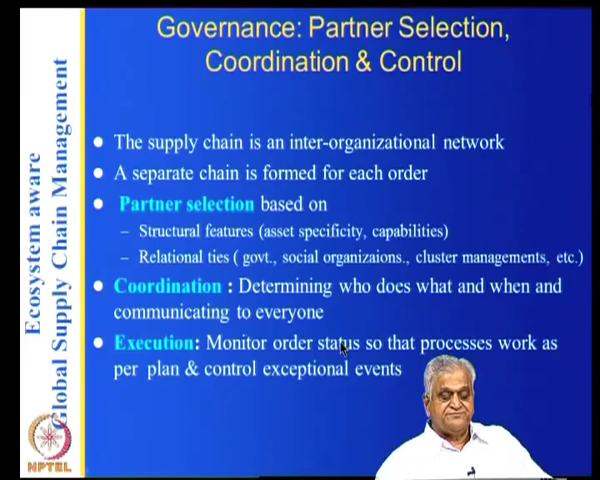 Governance: Partner Selection,
Coordination & Control
The supply chain is an inter-organizational network
A separate chain is formed for each order
Partner selection based on
– Structural features (asset specificity, capabilities)
– Relational ties ( govt., social organizaions., cluster managements, etc.)
Coordination : Determining who does what and when and
communicating to everyone
Execution: Monitor order status so that processes work as
per plan & control exceptional events
Ecosystem aware
Global Supply Chain Management
NPTEL